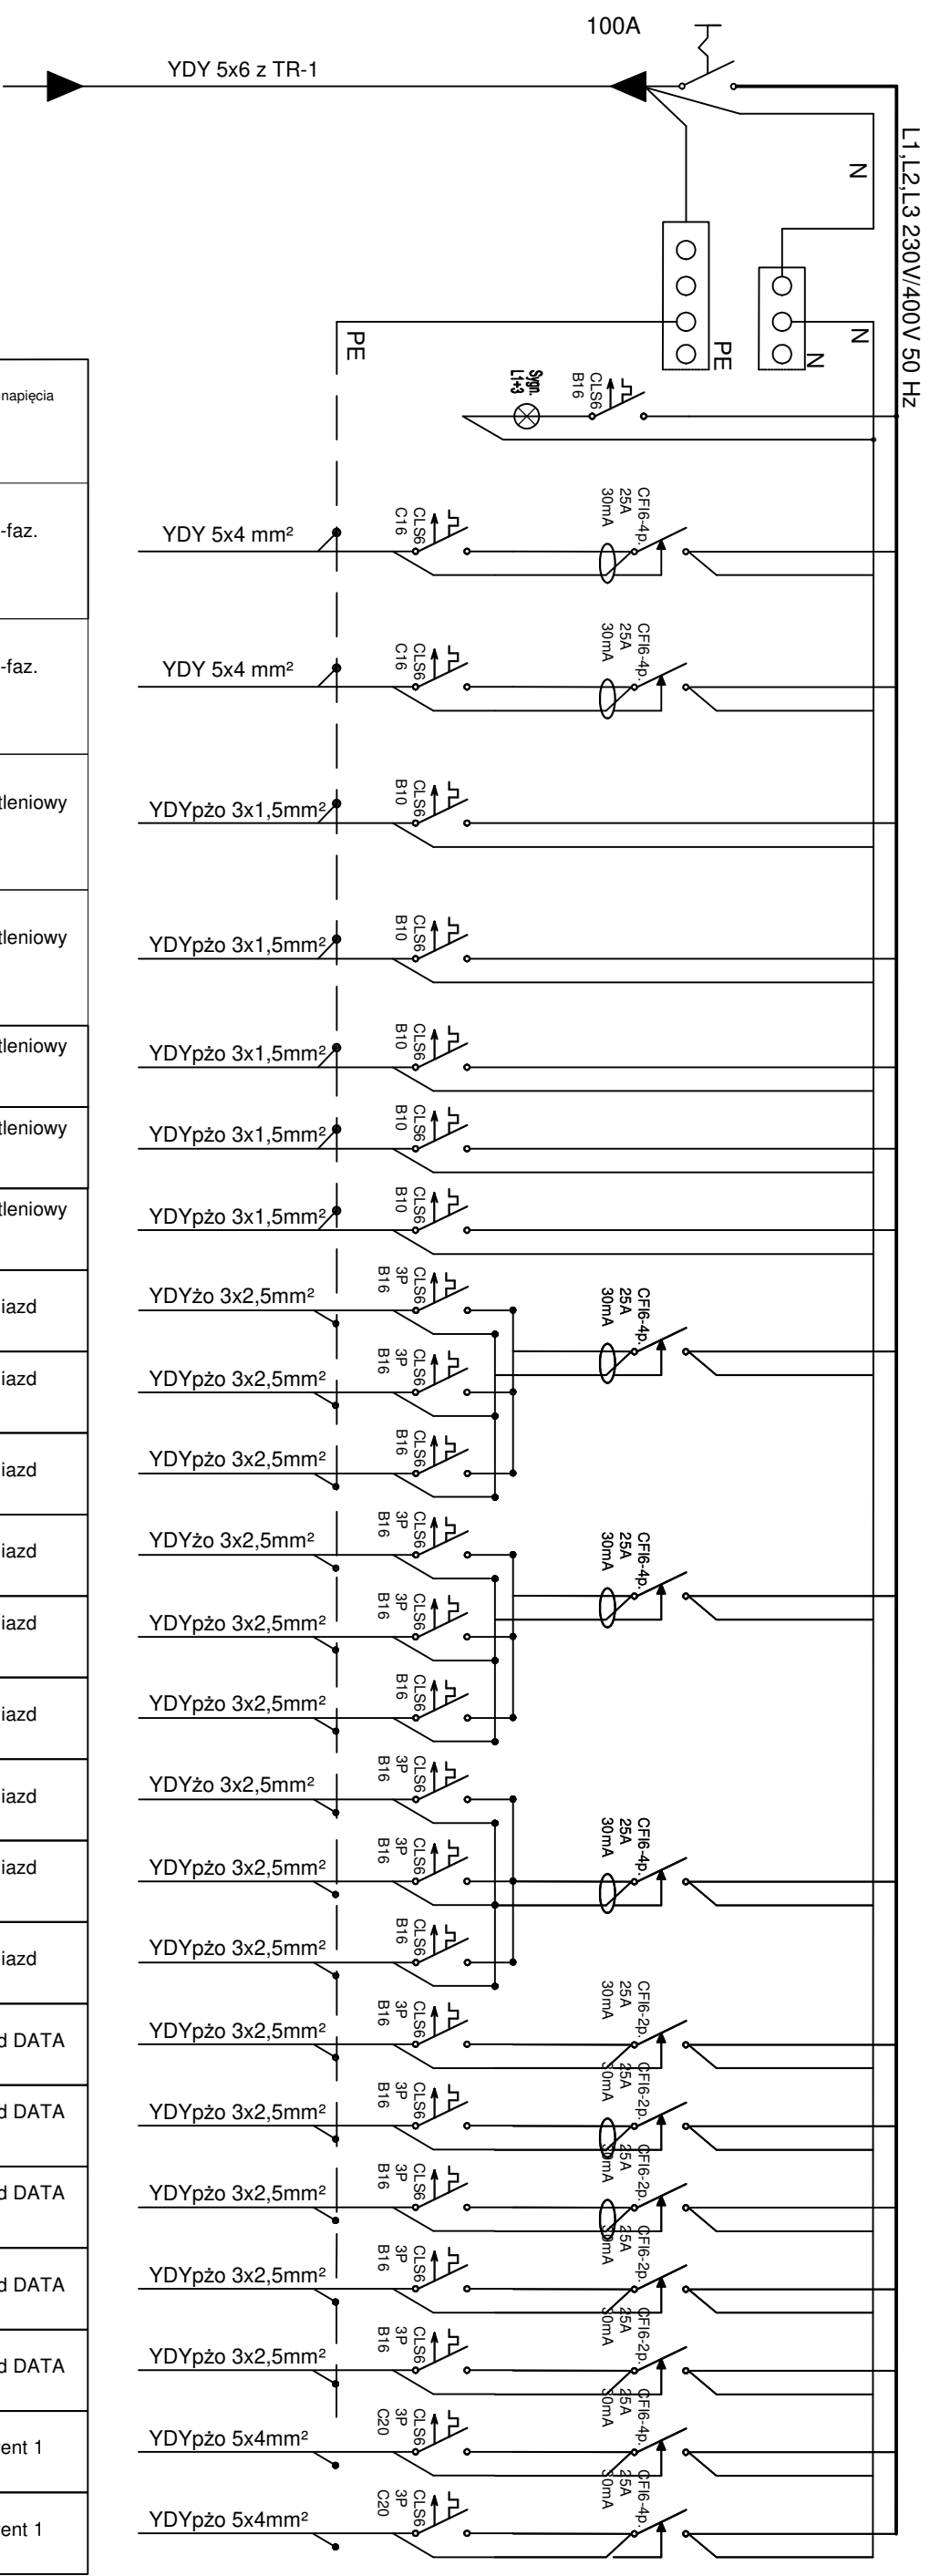 100A
YDY 5x6 z TR-1
L1,L2,L3 230V/400V 50 Hz
N
N
N
PE
PE
napięcia
Sygn.
L1÷3
CLS6
B16
-faz.
YDY 5x4 mm²
CLS6
C16
CFI6-4p.
25A
30mA
-faz.
YDY 5x4 mm²
CLS6
C16
CFI6-4p.
25A
30mA
tleniowy
YDYpżo 3x1,5mm²
CLS6
B10
tleniowy
YDYpżo 3x1,5mm²
CLS6
B10
tleniowy
YDYpżo 3x1,5mm²
CLS6
B10
tleniowy
YDYpżo 3x1,5mm²
CLS6
B10
tleniowy
YDYpżo 3x1,5mm²
CLS6
B10
iazd
YDYżo 3x2,5mm²
CLS6
3P
B16
CFI6-4p.
25A
30mA
iazd
YDYpżo 3x2,5mm²
CLS6
3P
B16
iazd
YDYpżo 3x2,5mm²
CLS6
B16
iazd
YDYżo 3x2,5mm²
CLS6
3P
B16
CFI6-4p.
25A
30mA
iazd
YDYpżo 3x2,5mm²
CLS6
3P
B16
iazd
YDYpżo 3x2,5mm²
CLS6
B16
iazd
YDYżo 3x2,5mm²
CLS6
3P
B16
CFI6-4p.
25A
30mA
iazd
YDYpżo 3x2,5mm²
CLS6
3P
B16
iazd
YDYpżo 3x2,5mm²
CLS6
B16
d DATA
YDYpżo 3x2,5mm²
CLS6
3P
B16
CFI6-2p.
25A
30mA
d DATA
YDYpżo 3x2,5mm²
CLS6
3P
B16
CFI6-2p.
25A
30mA
d DATA
YDYpżo 3x2,5mm²
CLS6
3P
B16
CFI6-2p.
25A
30mA
d DATA
YDYpżo 3x2,5mm²
CLS6
3P
B16
CFI6-2p.
25A
30mA
d DATA
YDYpżo 3x2,5mm²
CLS6
3P
B16
CFI6-2p.
25A
30mA
ent 1
YDYpżo 5x4mm²
CLS6
3P
C20
CFI6-4p.
25A
30mA
ent 1
YDYpżo 5x4mm²
CLS6
3P
C20
CFI6-4p.
25A
30mA